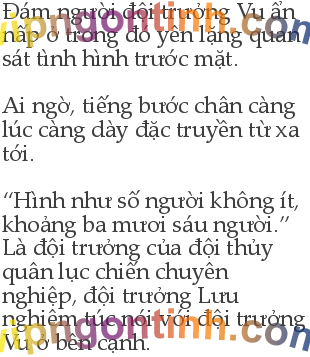 Đám người đội trưởng Vu ẩn
nấp ở trong đó yên lặng quan
sát tình hình trước mặt.
Ai ngờ, tiếng bước chân càng
lúc càng dày đặc truyền từ xa
tới.
“Hình như số người không ít,
khoảng ba mươi sáu người.”
Là đội trưởng của đội thủy
quân lục chiến chuyên
nghiệp, đội trưởng Lưu
nghiêm túc nói với đội trưởng
Vu ở bên cạnh.